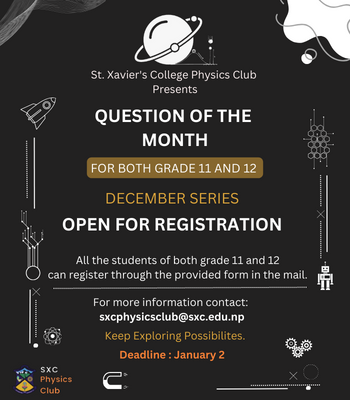 St. Xavier's College Physics Club
Presents
QUESTION OF THE
MONTH
FOR BOTH GRADE 11 AND 12
DECEMBER SERIES
OPEN FOR REGISTRATION
All the students of both grade 11 and 12
can register through the provided form in the mail.
For more information contact:
sxcphysicsclub@sxc.edu.np
Keep Exploring Possibilites.
Deadline : January 2
SXC
Physics
Club